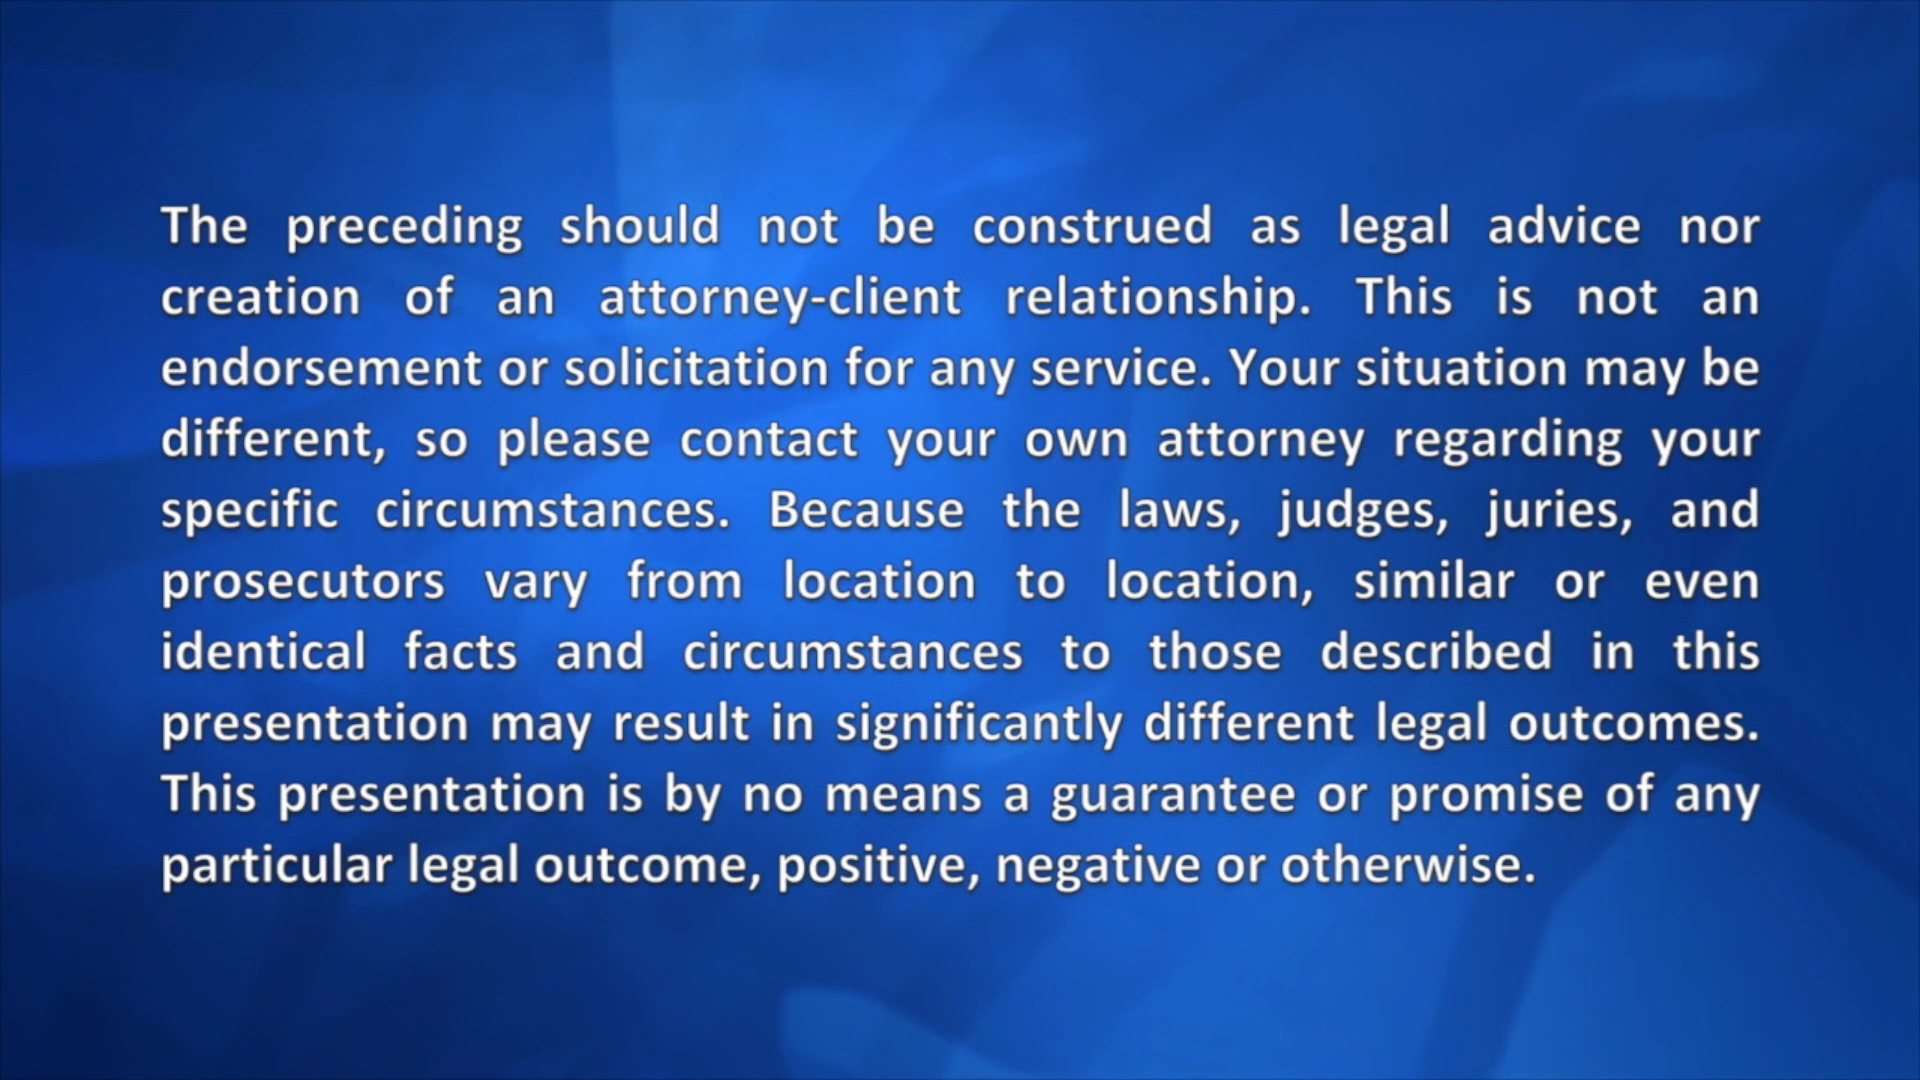 The preceding should not be construed as legal advice nor
creation of an attorney-client relationship. This is not an
endorsement or solicitation for any service. Your situation may be
different, so please contact your own attorney regarding your
specific circumstances. Because the laws, judges, juries, and
prosecutors vary from location to location, similar or even
identical facts and circumstances to those described in this
presentation may result in significantly different legal outcomes.
This presentation is by no means a guarantee or promise of any
particular legal outcome, positive, negative or otherwise.